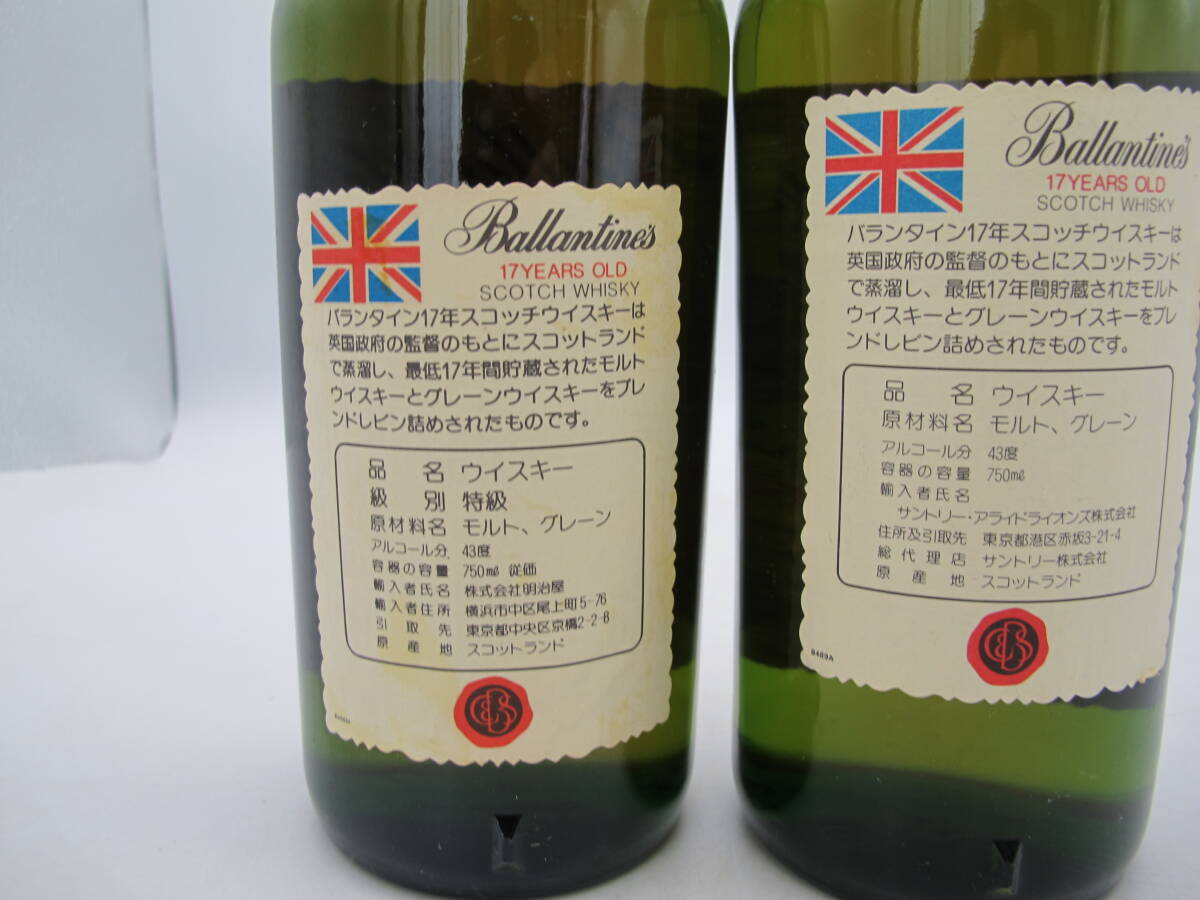 Ballantine's
17 YEARS OLD
SCOTCH WHISKY
バランタイン17年スコッチウイスキーは
英国政府の監督のもとにスコットランド
で蒸溜し、最低17年間貯蔵されたモルト
ウイスキーとグレーンウイスキーをブレ
ンドしビン詰めされたものです。
品名 ウイスキー
級別 特級
原材料名 モルト、グレーン
アルコール分 43度
容器の容量 750mℓ 従価
輸入者氏名 株式会社明治屋
輸入者住所 横浜市中区尾上町5-76
引取先 東京都中央区京橋2-2-8
原産地 スコットランド
Ballantine's
17 YEARS OLD
SCOTCH WHISKY
バランタイン17年スコッチウイスキーは
英国政府の監督のもとにスコットランド
で蒸溜し、最低17年間貯蔵されたモルト
ウイスキーとグレーンウイスキーをブレ
ンドレビン詰めされたものです。
品名 ウイスキー
原材料名 モルト、グレーン
アルコール分 43度
容器の容量 750mℓ
輸入者氏名
サントリー・アライドライオンズ株式会社
住所及引取先 東京都港区赤坂3-21-4
総代理店 サントリー株式会社
原産地 スコットランド
8489A